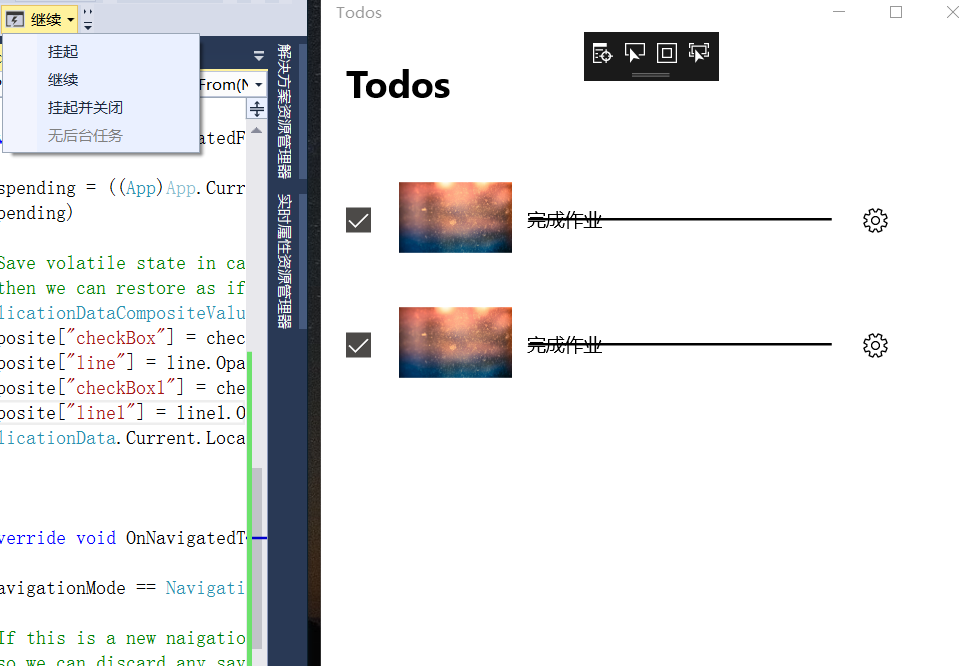 继续
挂起
继续
挂起并关闭
无后台任务
From(N
atedF
spending = ((App)App.Curr
pending)
Save volatile state in ca
then we can restore as if
licationDataCompositeValu
posite["checkBox"] = chec
posite["line"] = line.Opa
posite["checkBox1"] = che
posite["line1"] = line1.O
licationData.Current.Loca
verride void OnNavigatedT
avigationMode == Navigati
If this is a new naigatio
so we can discard any sav
解决方案资源管理器
实时属性资源管理器
Todos
Todos
完成作业
完成作业